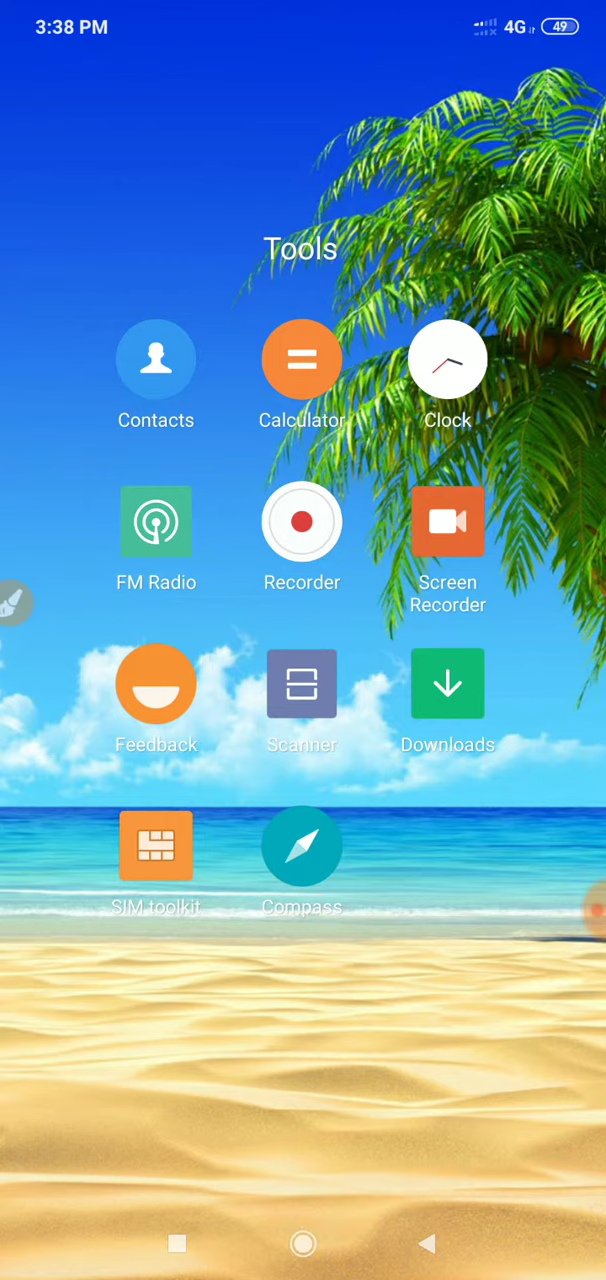 3:38 PM
4G
49
Tools
Contacts
Calculator
Clock
FM Radio
Recorder
Screen
Recorder
Feedback
Scanner
Downloads
SIM toolkit
Compass